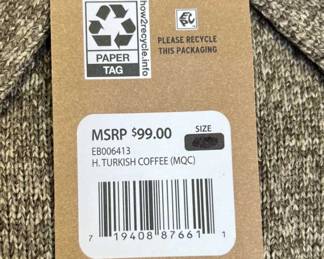 how2recycle.info
PAPER
TAG
PLEASE RECYCLE
THIS PACKAGING
MSRP $99.00
SIZE
EB006413
H. TURKISH COFFEE (MQC)
7 19408 87661 1